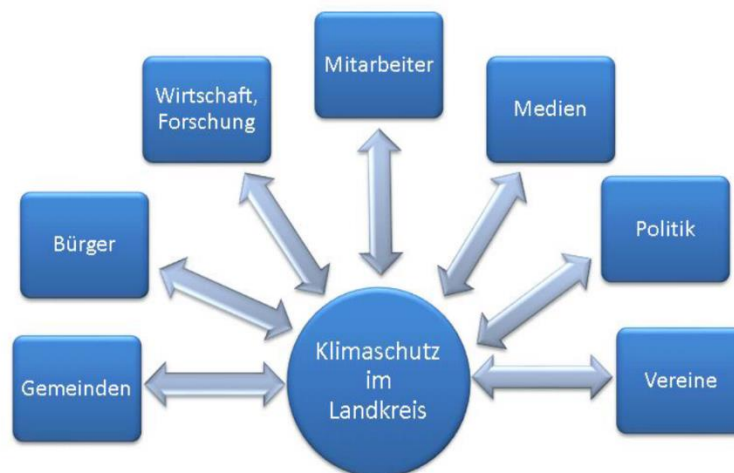 Mitarbeiter
Wirtschaft,
Forschung
Medien
Bürger
Politik
Gemeinden
Klimaschutz
im
Landkreis
Vereine